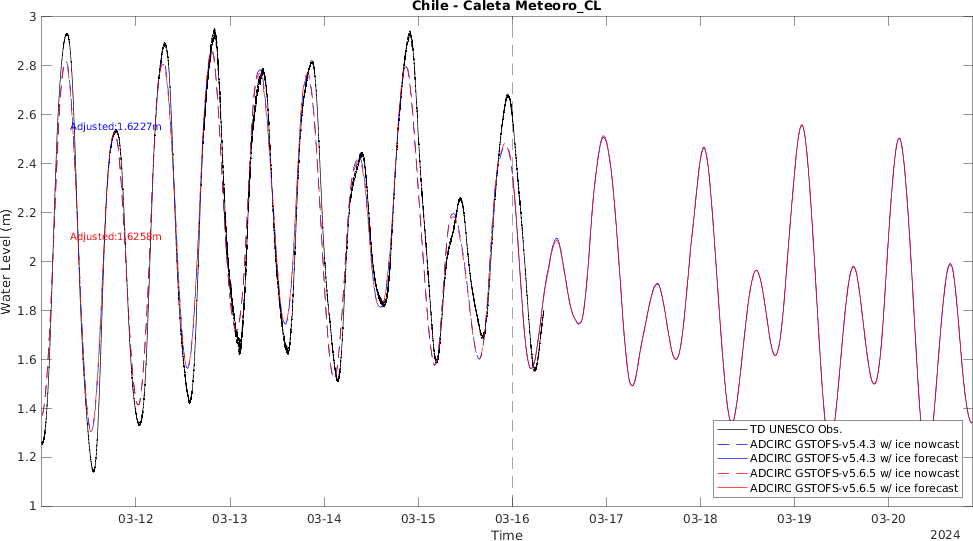 Chile - Caleta Meteoro_CL
3
2.8
2.6
Adjusted:1.6227m
2.4
2.2
Adjusted:1.6258m
2
1.8
1.6
1.4
1.2
1
Water Level (m)
TD UNESCO Obs.
ADCIRC GSTOFS-v5.4.3 w/ ice nowcast
ADCIRC GSTOFS-v5.4.3 w/ ice forecast
ADCIRC GSTOFS-v5.6.5 w/ ice nowcast
ADCIRC GSTOFS-v5.6.5 w/ ice forecast
03-12 03-13 03-14 03-15 03-16 03-17 03-18 03-19 03-20
Time
2024